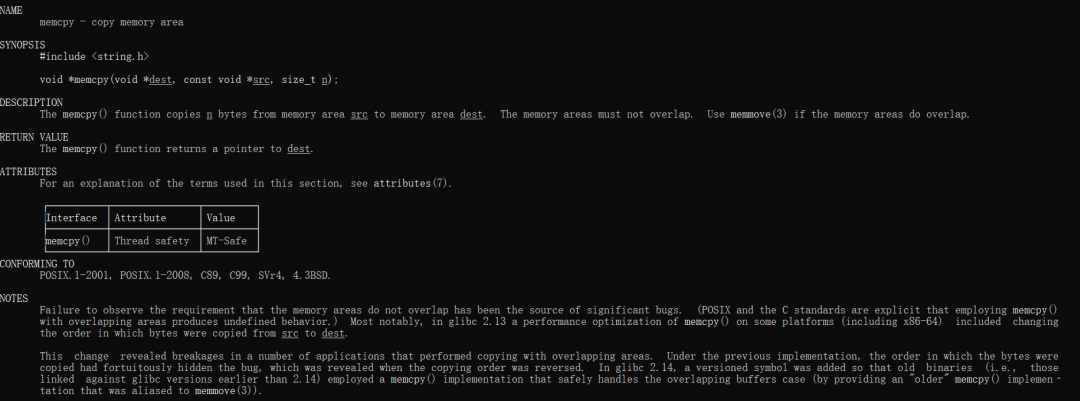 NAME
memcpy - copy memory area
SYNOPSIS
#include <string.h>
void *memcpy(void *dest, const void *src, size_t n);
DESCRIPTION
The memcpy() function copies n bytes from memory area src to memory area dest.  The memory areas must not overlap.  Use memmove(3) if the memory areas do overlap.
RETURN VALUE
The memcpy() function returns a pointer to dest.
ATTRIBUTES
For an explanation of the terms used in this section, see attributes(7).
Interface Attribute Value
memcpy() Thread safety MT-Safe
CONFORMING TO
POSIX.1-2001, POSIX.1-2008, C89, C99, SVr4, 4.3BSD.
NOTES
Failure to observe the requirement that the memory areas do not overlap has been the source of significant bugs.  (POSIX and the C standards are explicit that employing memcpy()
with overlapping areas produces undefined behavior.)  Most notably, in glibc 2.13 a performance optimization of memcpy() on some platforms (including x86-64)  included  changing
the order in which bytes were copied from src to dest.
This  change  revealed breakages in a number of applications that performed copying with overlapping areas.  Under the previous implementation, the order in which the bytes were
copied had fortuitously hidden the bug, which was revealed when the copying order was reversed.  In glibc 2.14, a versioned symbol was added so that old  binaries  (i.e.,  those
linked  against glibc versions earlier than 2.14) employed a memcpy() implementation that safely handles the overlapping buffers case (by providing an "older" memcpy() implemen-
tation that was aliased to memmove(3)).